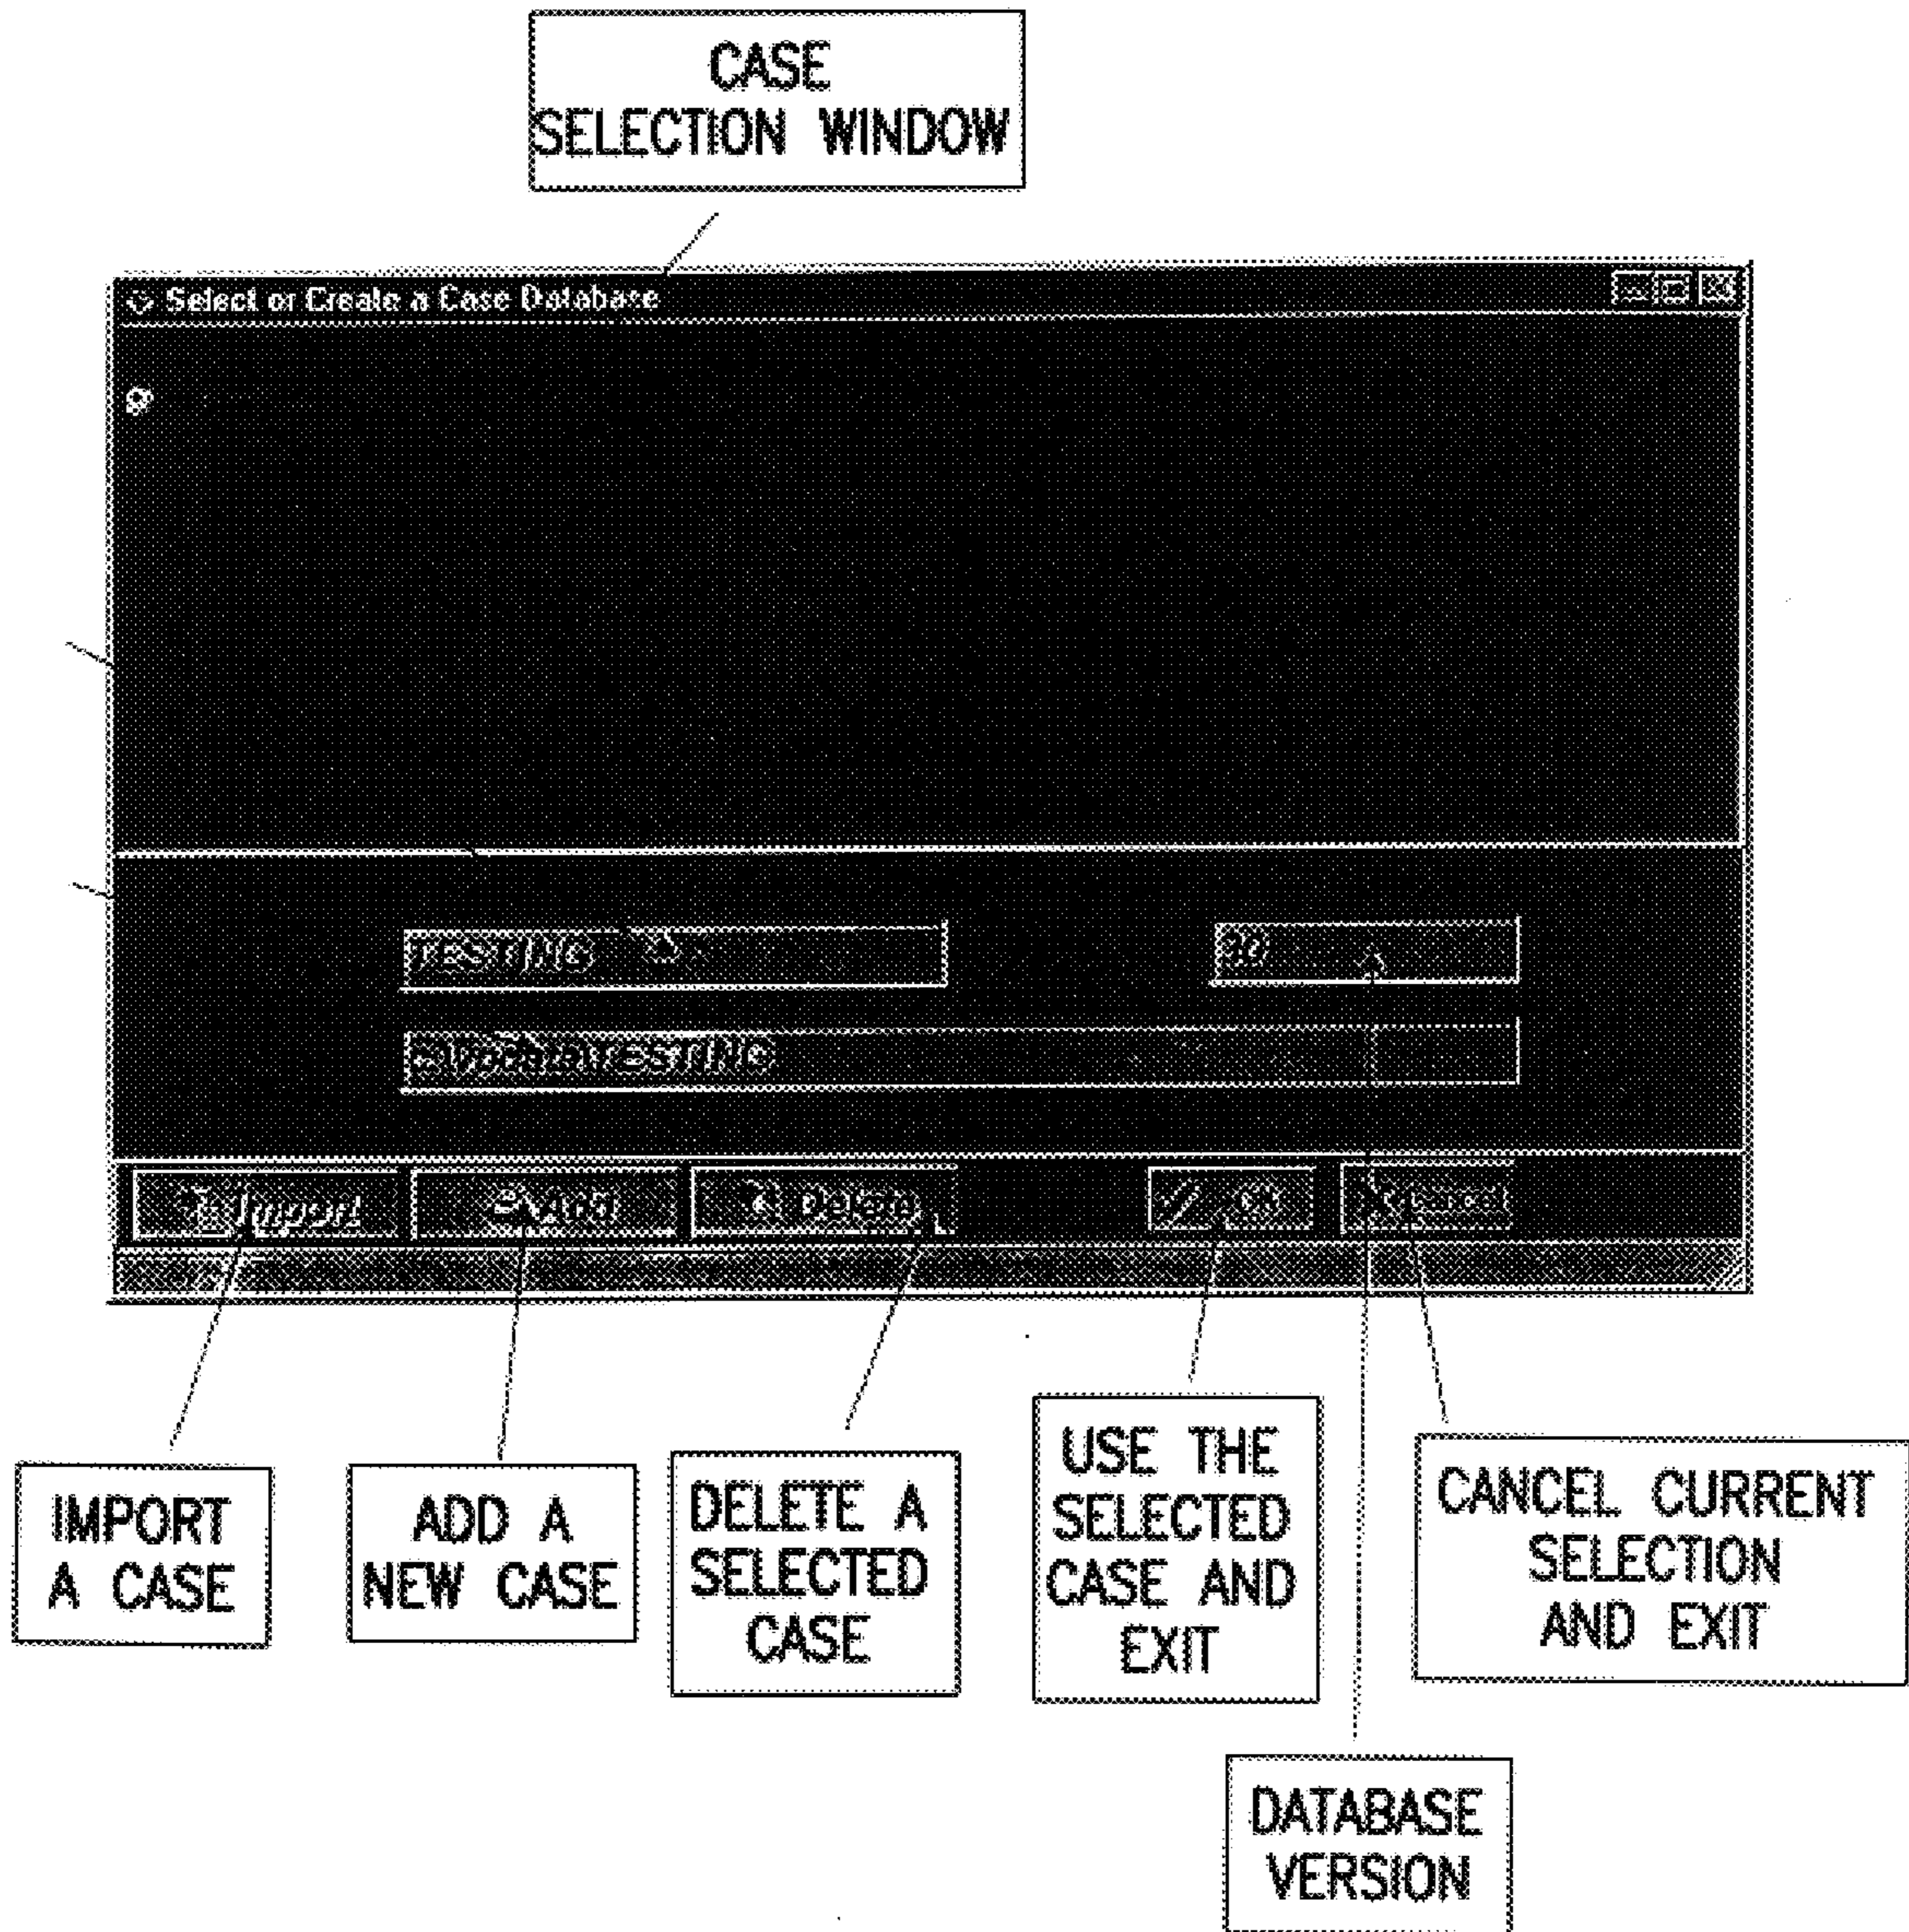 CASE
SELECTION WINDOW
Select or Create a Case Database
TESTING
30
Import
Add
Delete
OK
Cancel
IMPORT
A CASE
ADD A
NEW CASE
DELETE A
SELECTED
CASE
USE THE
SELECTED
CASE AND
EXIT
CANCEL CURRENT
SELECTION
AND EXIT
DATABASE
VERSION